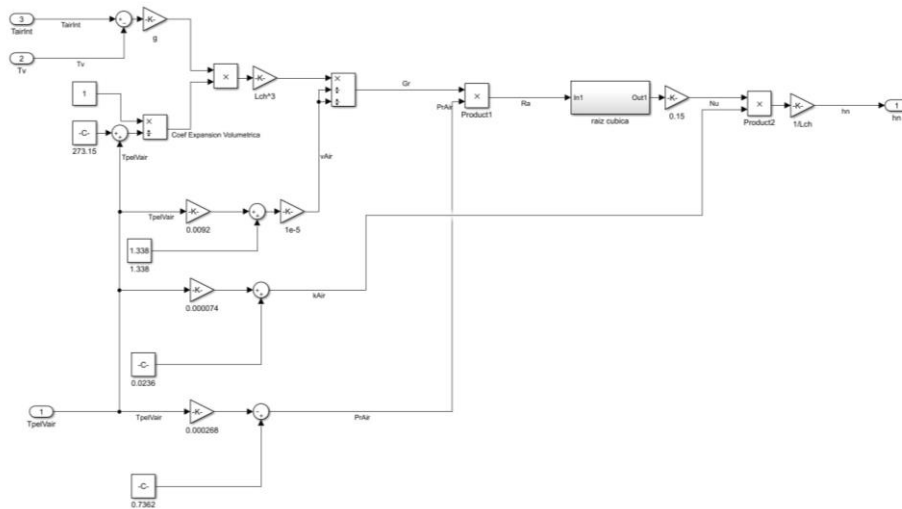 3
TairInt
TairInt
-K-
g
2
Tv
Tv
1
-C-
273.15
TpelVair
Coef Expansion Volumetrica
-K-
Lch^3
Gr
PrAir
Product1
Ra
In1
Out1
raiz cubica
-K-
0.15
Nu
Product2
-K-
1/Lch
hn
1
hn
vAir
TpelVair
-K-
0.0092
-K-
1e-5
1.338
1.338
-K-
0.000074
kAir
-C-
0.0236
1
TpelVair
TpelVair
-K-
0.000268
PrAir
-C-
0.7362